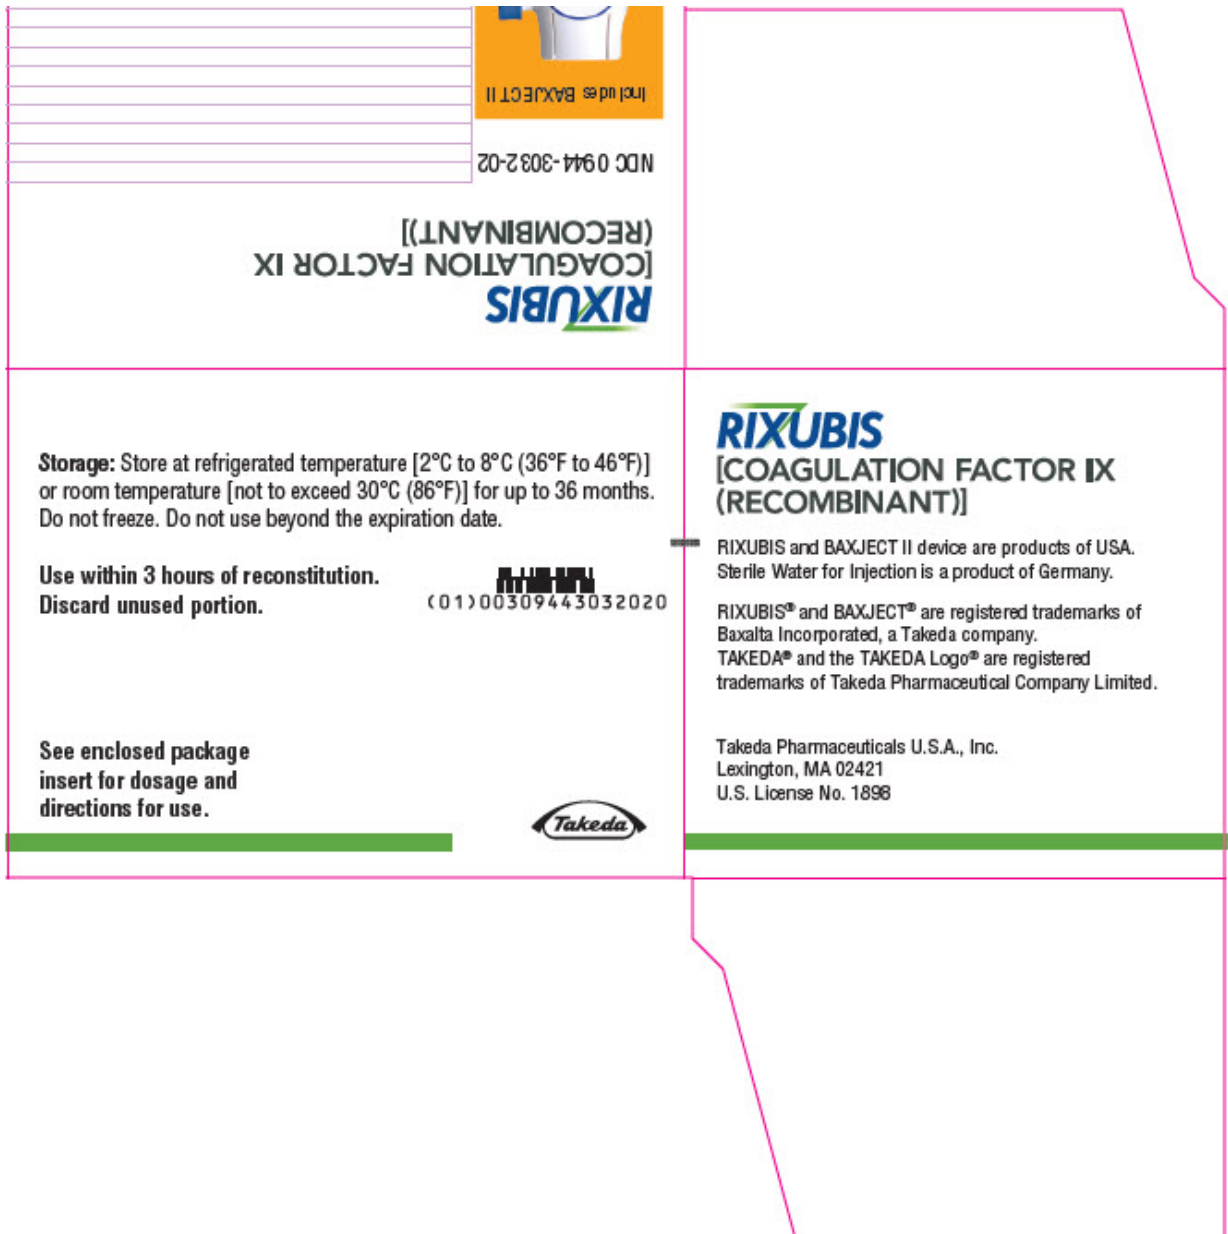 Includes BAXJECT II
NDC 0944-3032-02
RIXUBIS
[COAGULATION FACTOR IX
(RECOMBINANT)]
Storage: Store at refrigerated temperature [2°C to 8°C (36°F to 46°F)]
or room temperature [not to exceed 30°C (86°F)] for up to 36 months.
Do not freeze. Do not use beyond the expiration date.
Use within 3 hours of reconstitution.
Discard unused portion.
(01)00309443032020
See enclosed package
insert for dosage and
directions for use.
Takeda
RIXUBIS
[COAGULATION FACTOR IX
(RECOMBINANT)]
RIXUBIS and BAXJECT II device are products of USA.
Sterile Water for Injection is a product of Germany.
RIXUBIS® and BAXJECT® are registered trademarks of
Baxalta Incorporated, a Takeda company.
TAKEDA® and the TAKEDA Logo® are registered
trademarks of Takeda Pharmaceutical Company Limited.
Takeda Pharmaceuticals U.S.A., Inc.
Lexington, MA 02421
U.S. License No. 1898